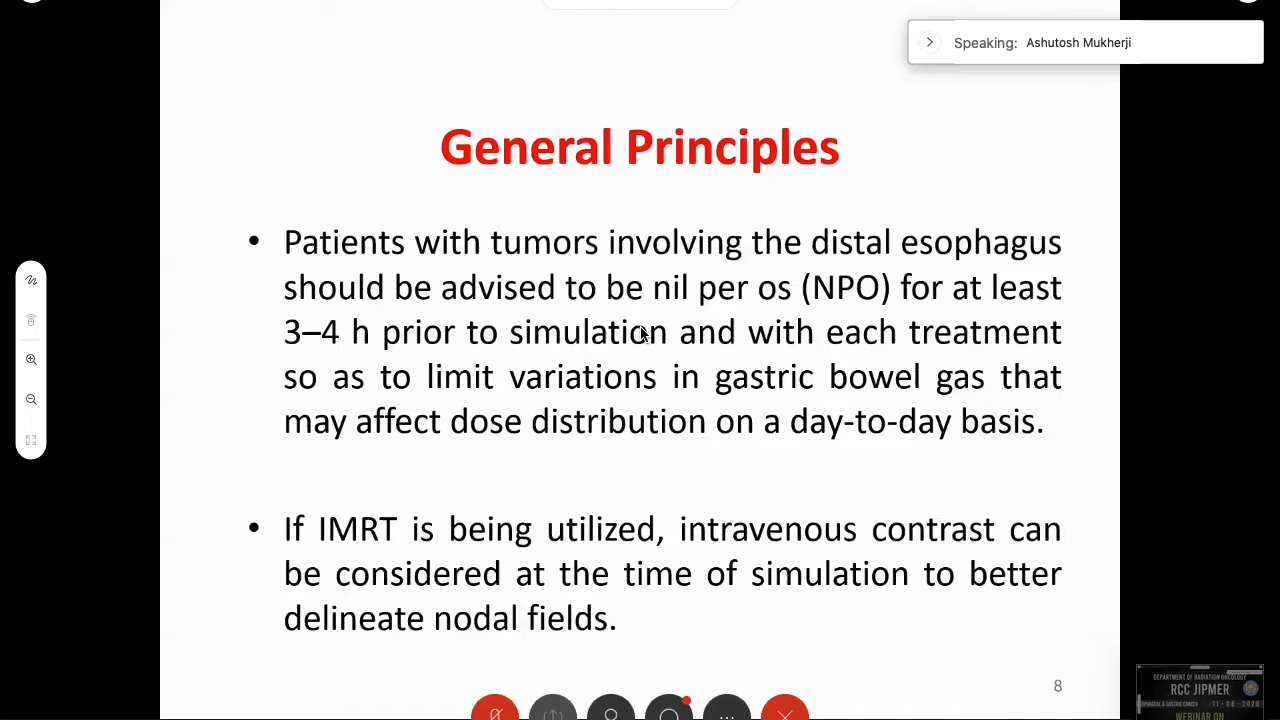 Speaking: Ashutosh Mukherji
General Principles
• Patients with tumors involving the distal esophagus
should be advised to be nil per os (NPO) for at least
3–4 h prior to simulation and with each treatment
so as to limit variations in gastric bowel gas that
may affect dose distribution on a day-to-day basis.
• If IMRT is being utilized, intravenous contrast can
be considered at the time of simulation to better
delineate nodal fields.
8
DEPARTMENT OF RADIATION ONCOLOGY
RCC JIPMER
& GASTRIC CANCER 11-08-2020
WEBINAR ON